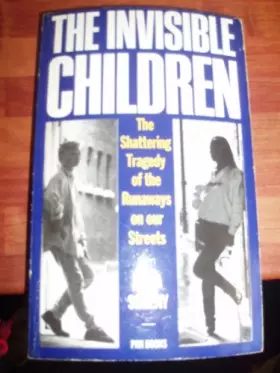 THE INVISIBLE
CHILDREN
The
Shattering
Tragedy
of the
Runaways
on our
Streets
PAN BOOKS